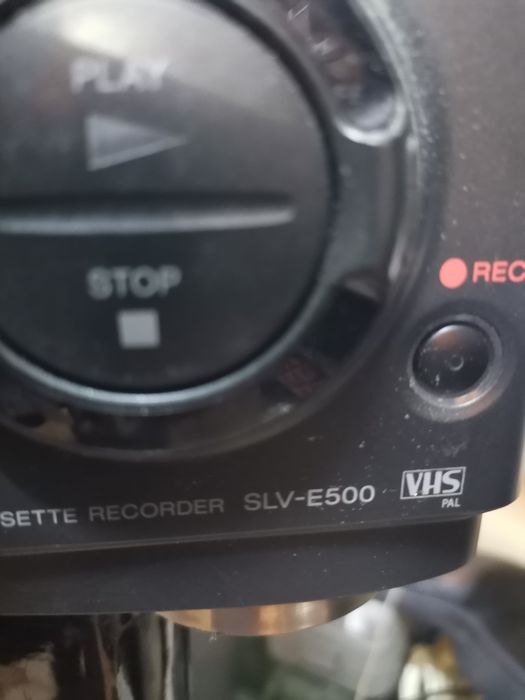 PLAY
STOP
REC
SETTE RECORDER SLV-E500 VHS
PAL